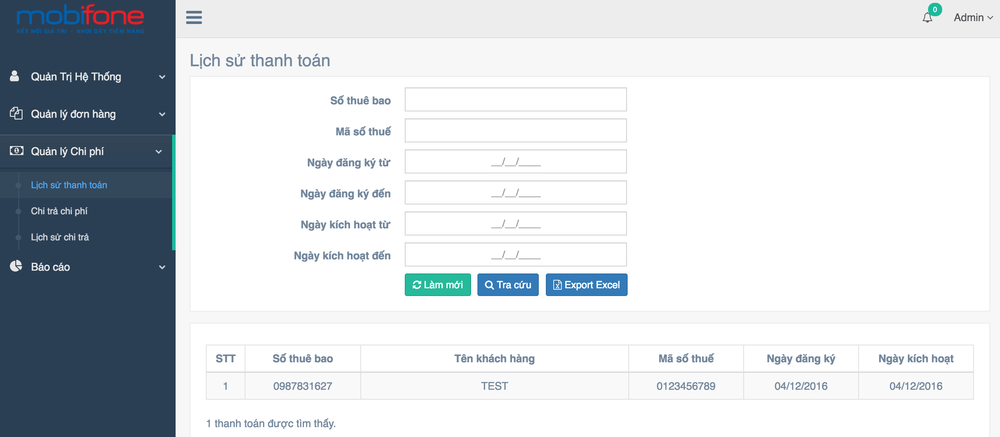 mobifone
KẾT NỐI GIÁ TRỊ - KHƠI DẬY TIỀM NĂNG
0
Admin
Quản Trị Hệ Thống
Quản lý đơn hàng
Quản lý Chi phí
Lịch sử thanh toán
Chi trả chi phí
Lịch sử chi trả
Báo cáo
Lịch sử thanh toán
Số thuê bao
Mã số thuế
Ngày đăng ký từ __/__/____
Ngày đăng ký đến __/__/____
Ngày kích hoạt từ __/__/____
Ngày kích hoạt đến __/__/____
Làm mới Tra cứu Export Excel
STT Số thuê bao Tên khách hàng Mã số thuế Ngày đăng ký Ngày kích hoạt
1 0987831627 TEST 0123456789 04/12/2016 04/12/2016
1 thanh toán được tìm thấy.